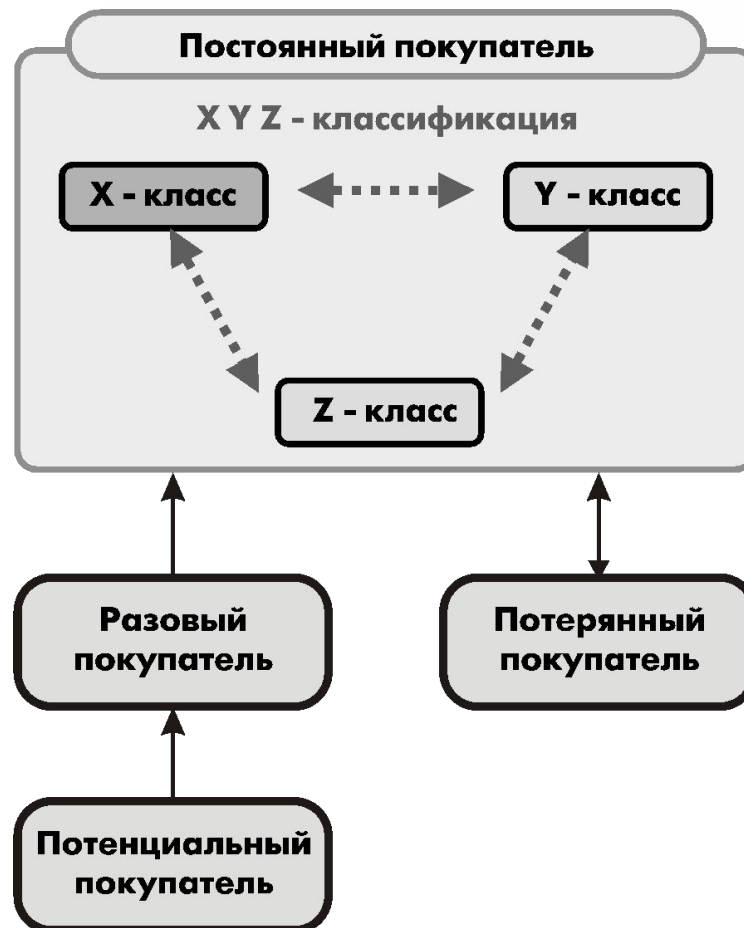 Постоянный покупатель
X Y Z - классификация
X - класс
Y - класс
Z - класс
Разовый
покупатель
Потерянный
покупатель
Потенциальный
покупатель